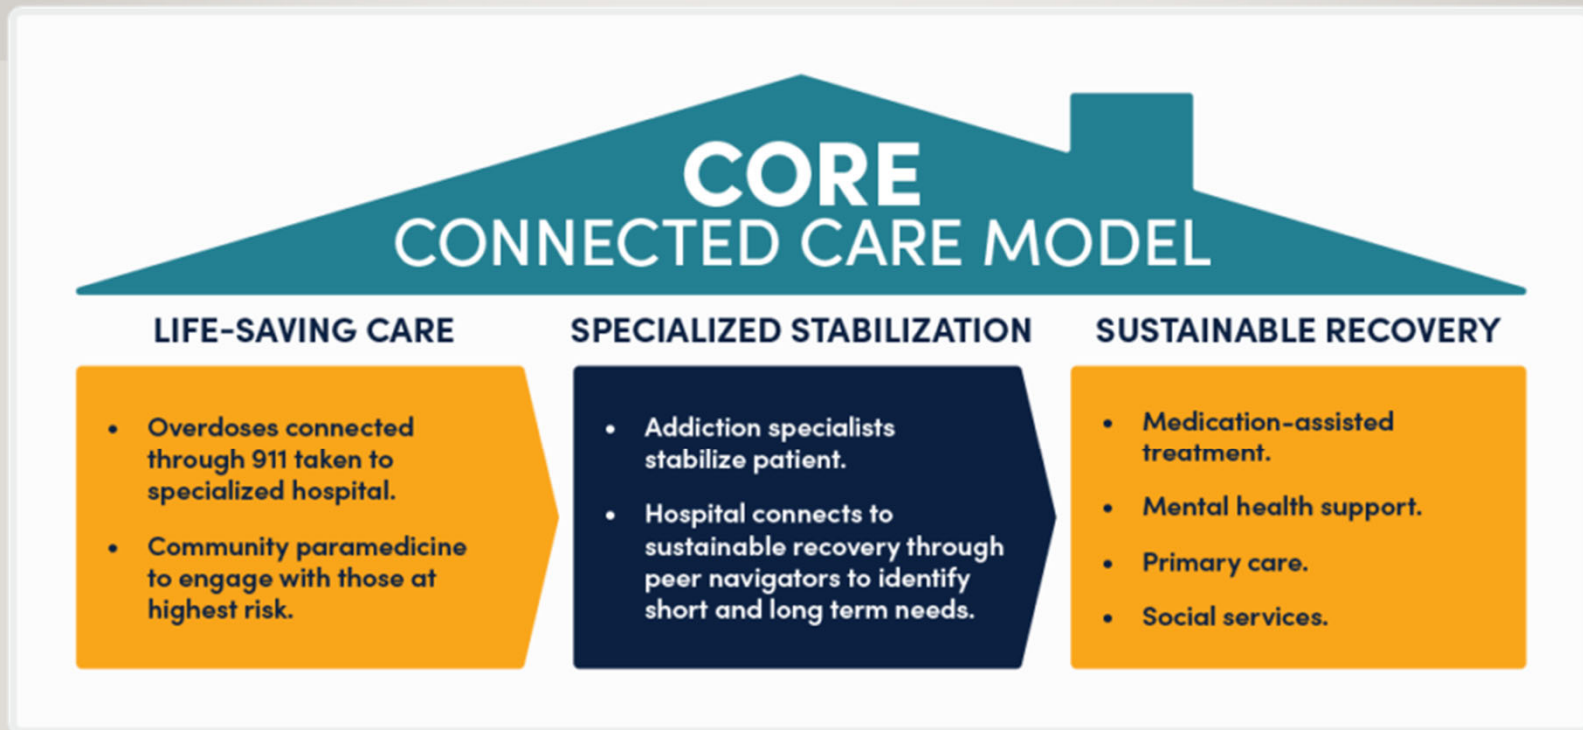 CORE
CONNECTED CARE MODEL
LIFE-SAVING CARE
• Overdoses connected
through 911 taken to
specialized hospital.
• Community paramedicine
to engage with those at
highest risk.
SPECIALIZED STABILIZATION
• Addiction specialists
stabilize patient.
• Hospital connects to
sustainable recovery through
peer navigators to identify
short and long term needs.
SUSTAINABLE RECOVERY
• Medication-assisted
treatment.
• Mental health support.
• Primary care.
• Social services.